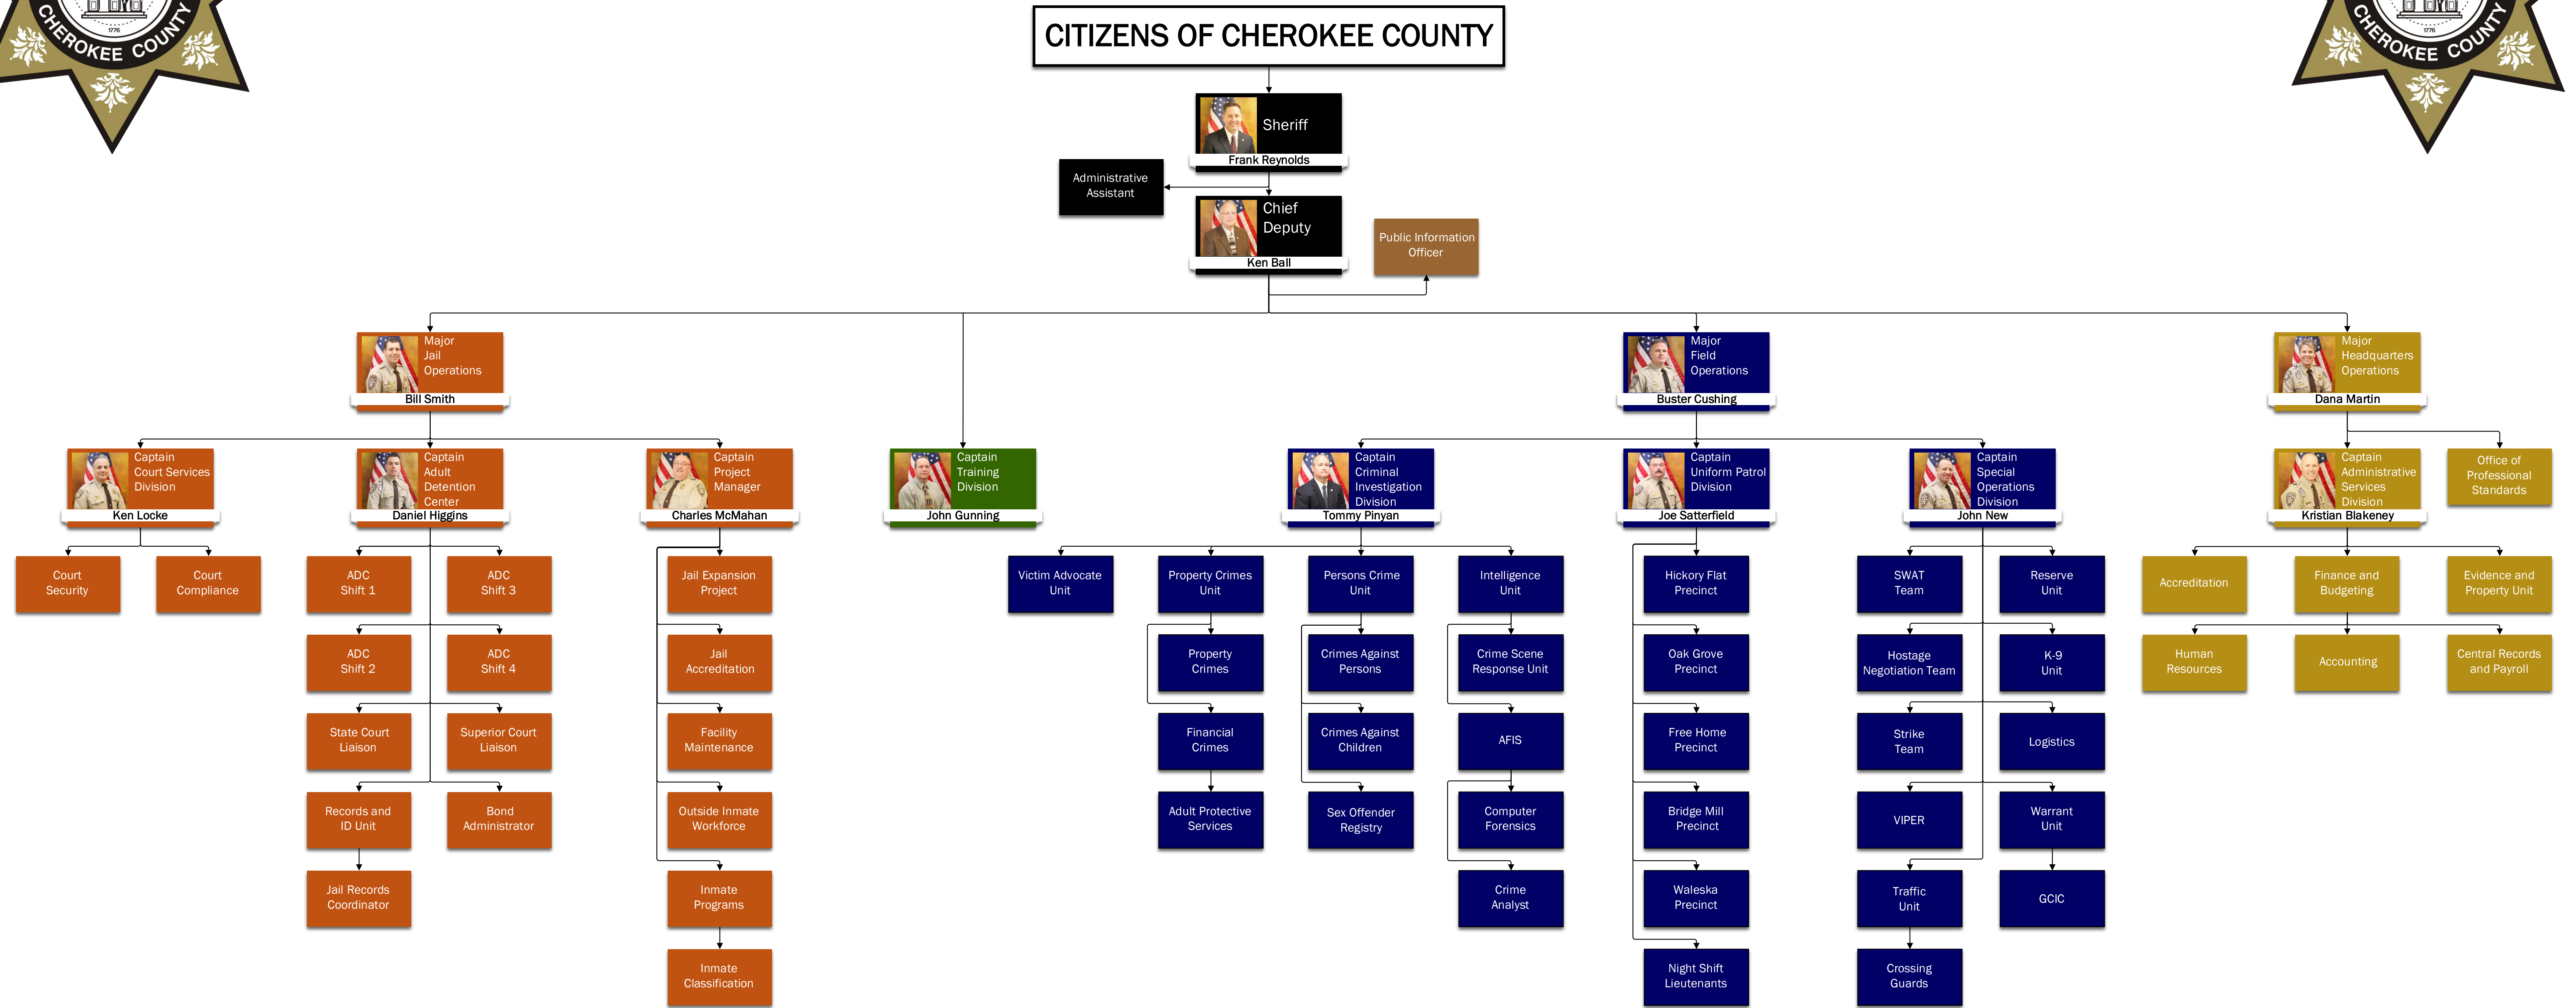 CHEROKEE COUNTY
1776
CHEROKEE COUNTY
1776
CITIZENS OF CHEROKEE COUNTY
Sheriff
Frank Reynolds
Administrative
Assistant
Chief
Deputy
Ken Ball
Public Information
Officer
Major
Jail
Operations
Bill Smith
Major
Field
Operations
Buster Cushing
Major
Headquarters
Operations
Dana Martin
Captain
Court Services
Division
Ken Locke
Captain
Adult
Detention
Center
Daniel Higgins
Captain
Project
Manager
Charles McMahan
Captain
Training
Division
John Gunning
Captain
Criminal
Investigation
Division
Tommy Pinyan
Captain
Uniform Patrol
Division
Joe Satterfield
Captain
Special
Operations
Division
John New
Captain
Administrative
Services
Division
Kristian Blakeney
Office of
Professional
Standards
Court
Security
Court
Compliance
ADC
Shift 1
ADC
Shift 3
ADC
Shift 2
ADC
Shift 4
State Court
Liaison
Superior Court
Liaison
Records and
ID Unit
Bond
Administrator
Jail Records
Coordinator
Jail Expansion
Project
Jail
Accreditation
Facility
Maintenance
Outside Inmate
Workforce
Inmate
Programs
Inmate
Classification
Victim Advocate
Unit
Property Crimes
Unit
Property
Crimes
Financial
Crimes
Adult Protective
Services
Persons Crime
Unit
Crimes Against
Persons
Crimes Against
Children
Sex Offender
Registry
Intelligence
Unit
Crime Scene
Response Unit
AFIS
Computer
Forensics
Crime
Analyst
Hickory Flat
Precinct
Oak Grove
Precinct
Free Home
Precinct
Bridge Mill
Precinct
Waleska
Precinct
Night Shift
Lieutenants
SWAT
Team
Reserve
Unit
Hostage
Negotiation Team
K-9
Unit
Strike
Team
Logistics
VIPER
Warrant
Unit
Traffic
Unit
GCIC
Crossing
Guards
Accreditation
Finance and
Budgeting
Evidence and
Property Unit
Human
Resources
Accounting
Central Records
and Payroll